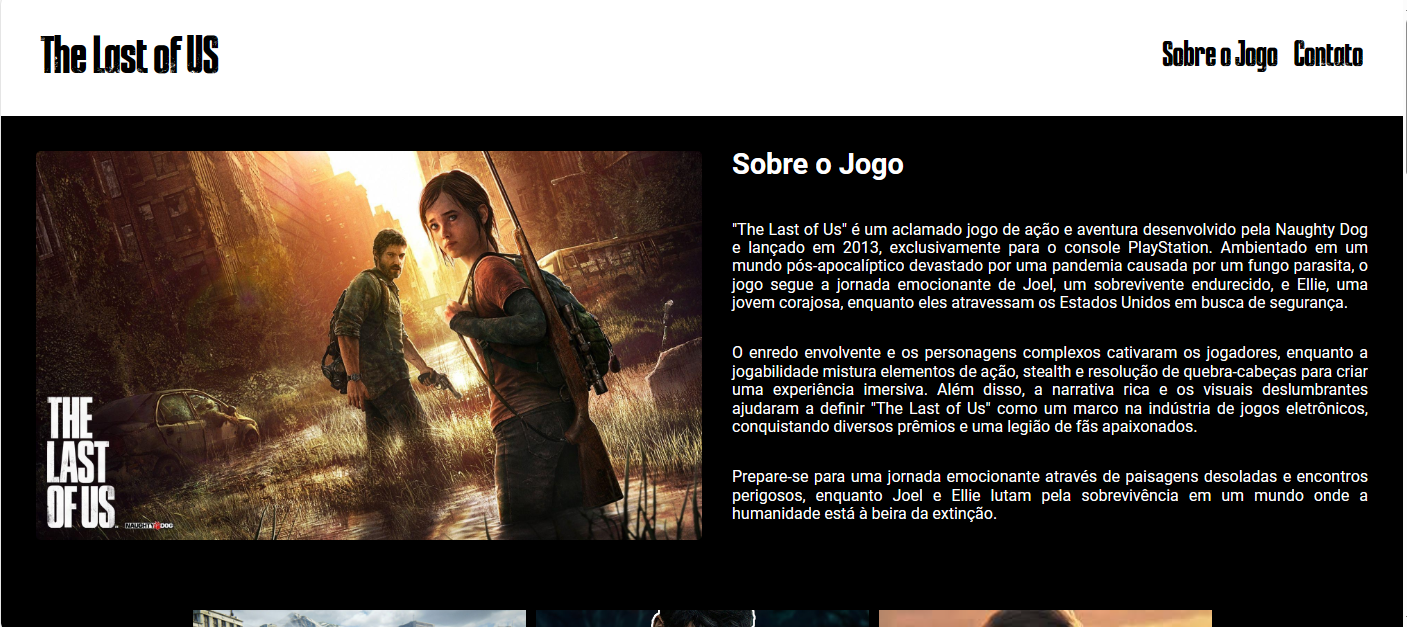 The Last of US
Sobre o Jogo Contato
Sobre o Jogo
"The Last of Us" é um aclamado jogo de ação e aventura desenvolvido pela Naughty Dog
e lançado em 2013, exclusivamente para o console PlayStation. Ambientado em um
mundo pós-apocalíptico devastado por uma pandemia causada por um fungo parasita, o
jogo segue a jornada emocionante de Joel, um sobrevivente endurecido, e Ellie, uma
jovem corajosa, enquanto eles atravessam os Estados Unidos em busca de segurança.
O enredo envolvente e os personagens complexos cativaram os jogadores, enquanto a
jogabilidade mistura elementos de ação, stealth e resolução de quebra-cabeças para criar
uma experiência imersiva. Além disso, a narrativa rica e os visuais deslumbrantes
ajudaram a definir "The Last of Us" como um marco na indústria de jogos eletrônicos,
conquistando diversos prêmios e uma legião de fãs apaixonados.
Prepare-se para uma jornada emocionante através de paisagens desoladas e encontros
perigosos, enquanto Joel e Ellie lutam pela sobrevivência em um mundo onde a
humanidade está à beira da extinção.
THE
LAST
OF US
NAUGHTY DOG